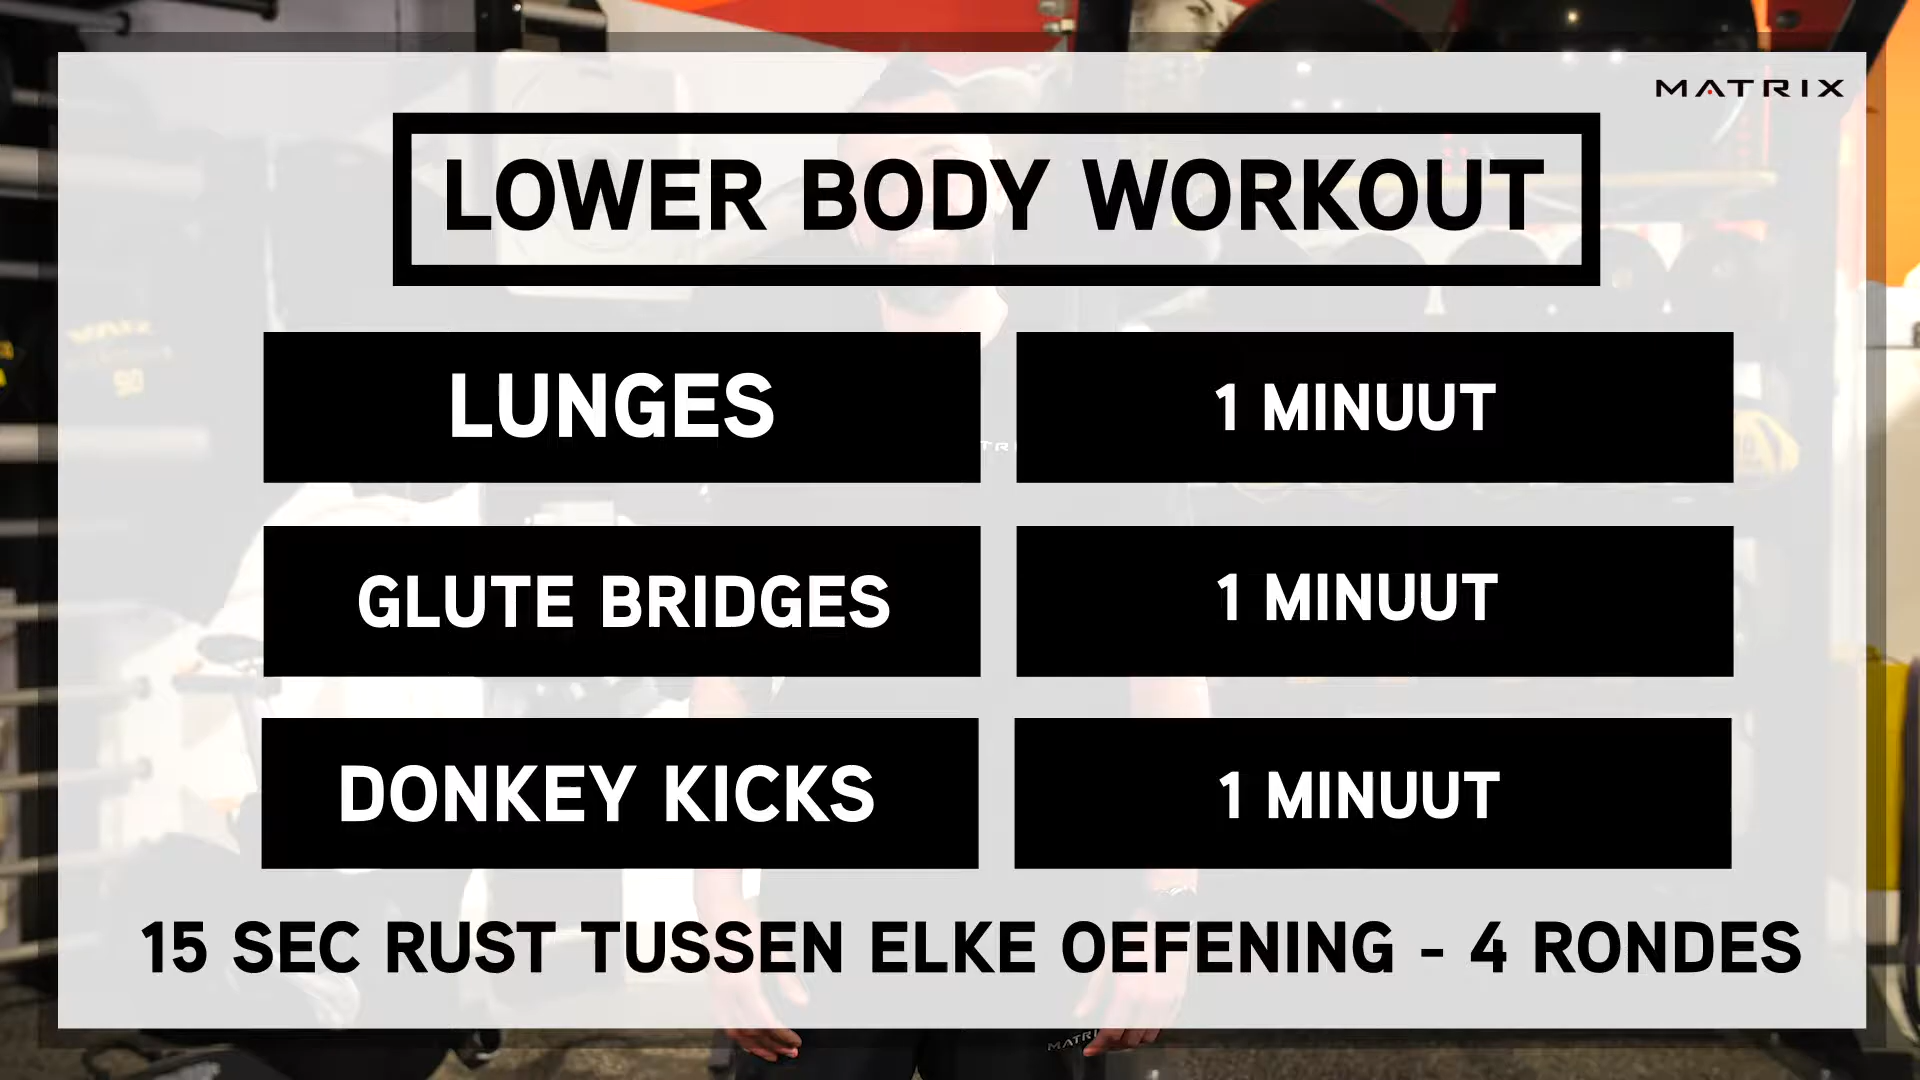 MATRIX
LOWER BODY WORKOUT
LUNGES 1 MINUUT
GLUTE BRIDGES 1 MINUUT
DONKEY KICKS 1 MINUUT
15 SEC RUST TUSSEN ELKE OEFENING - 4 RONDES
90